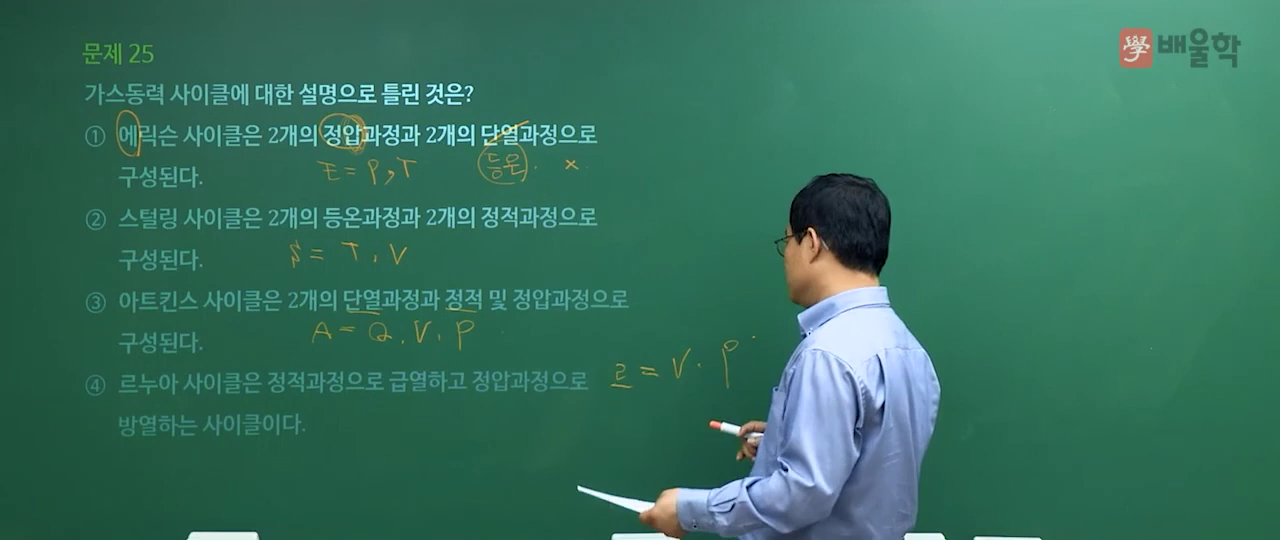 學 배울학
문제 25
가스동력 사이클에 대한 설명으로 틀린 것은?
① 에릭슨 사이클은 2개의 정압과정과 2개의 단열과정으로
E = P, T 등온. ×
구성된다.
② 스털링 사이클은 2개의 등온과정과 2개의 정적과정으로
구성된다.
S = T, V
③ 아트킨스 사이클은 2개의 단열과정과 정적 및 정압과정으로
A = Q, V, P
구성된다.
④ 르누아 사이클은 정적과정으로 급열하고 정압과정으로
르 = V, P
방열하는 사이클이다.